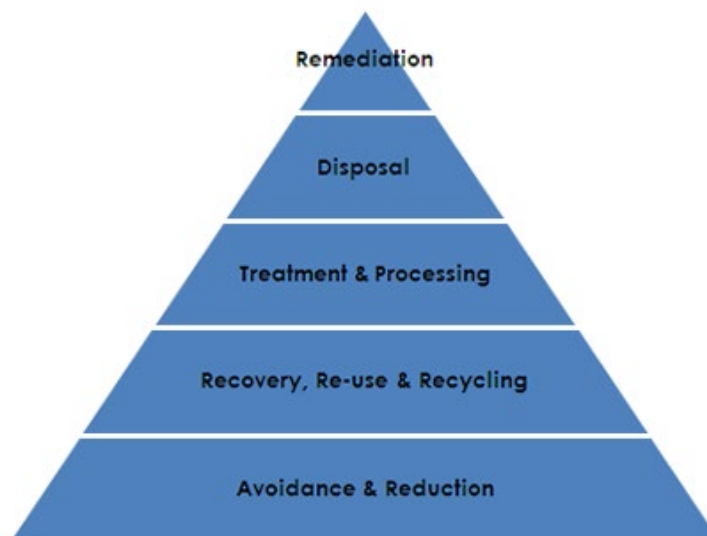 Remediation
Disposal
Treatment & Processing
Recovery, Re-use & Recycling
Avoidance & Reduction